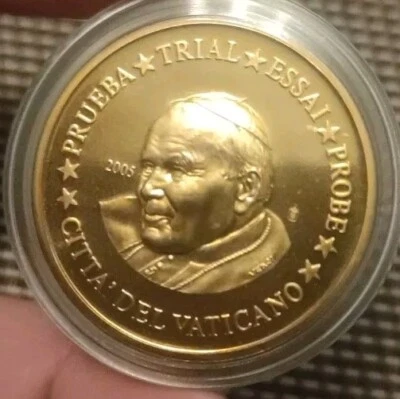 PRUEBA ★ TRIAL ★ ESSAI ★ PROBE
2005
CITTA' DEL VATICANO